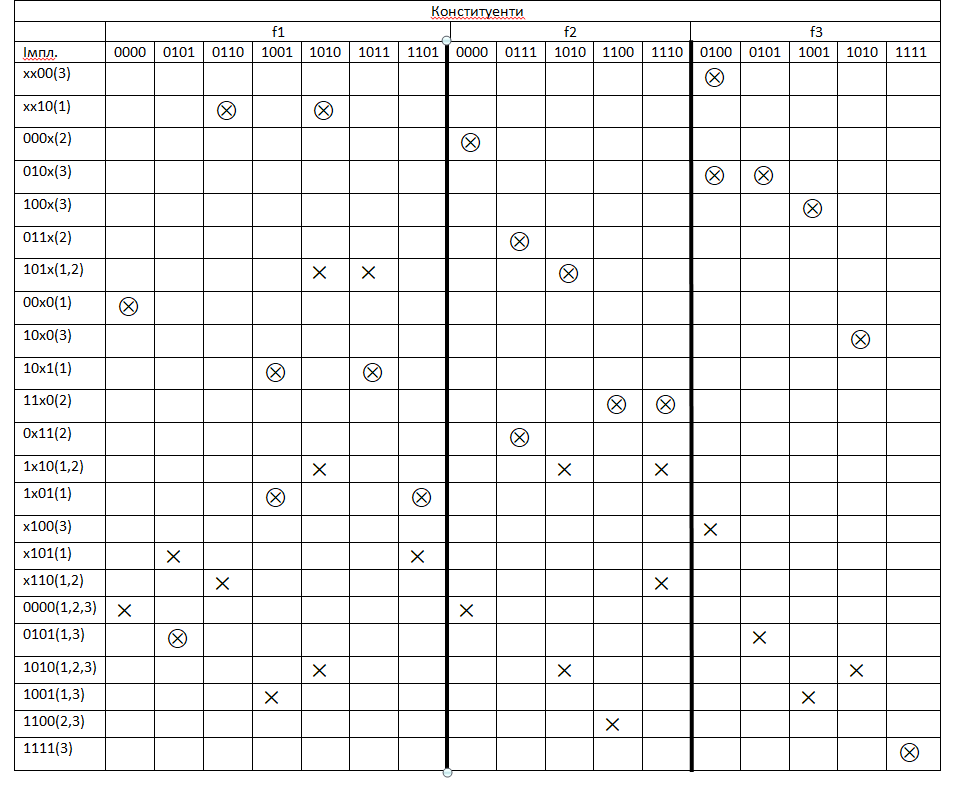 Конституенти
f1 f2 f3
Імпл. 0000 0101 0110 1001 1010 1011 1101 0000 0111 1010 1100 1110 0100 0101 1001 1010 1111
xx00(3)
xx10(1)
000x(2)
010x(3)
100x(3)
011x(2)
101x(1,2)
00x0(1)
10x0(3)
10x1(1)
11x0(2)
0x11(2)
1x10(1,2)
1x01(1)
x100(3)
x101(1)
x110(1,2)
0000(1,2,3)
0101(1,3)
1010(1,2,3)
1001(1,3)
1100(2,3)
1111(3)